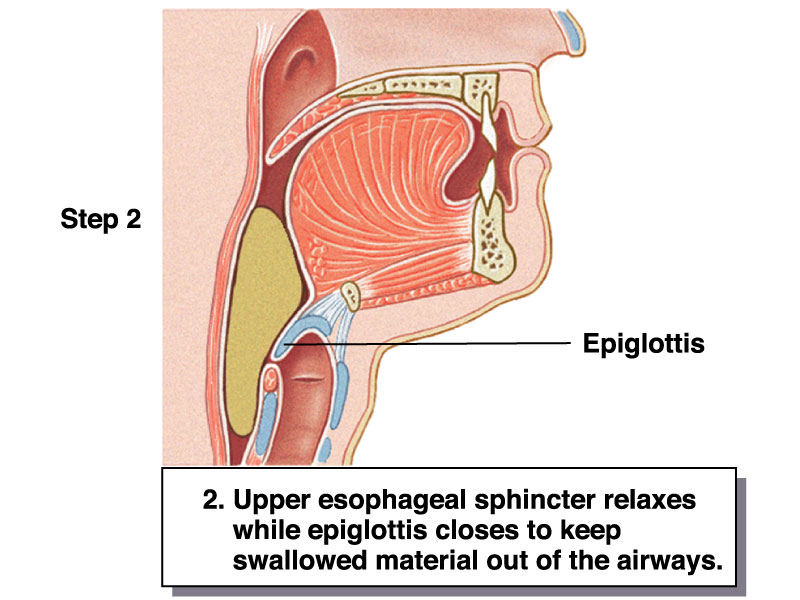 Step 2
Epiglottis
2. Upper esophageal sphincter relaxes
while epiglottis closes to keep
swallowed material out of the airways.